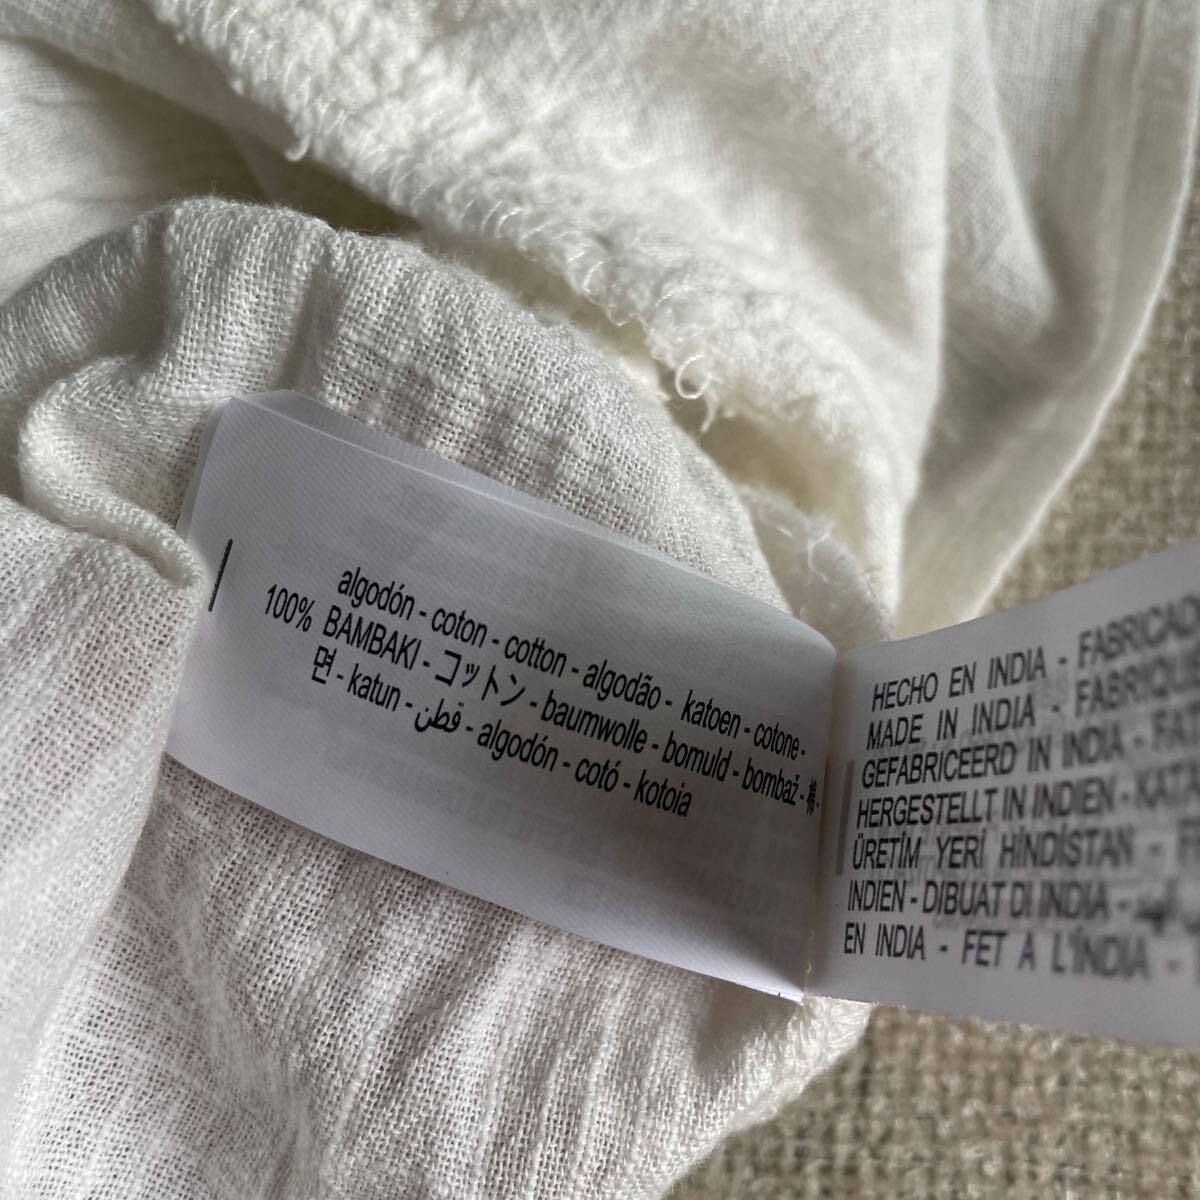 algodón - coton - cotton - algodão - katoen - cotone -
100% BAMBAKI - コットン - baumwolle - bomuld - bombaž - 棉 -
면 - katun - قطن - algodón - cotó - kotoia
HECHO EN INDIA - FABRICADO
MADE IN INDIA - FABRIQUÉ
GEFABRICEERD IN INDIA -
HERGESTELLT IN INDIEN -
ÜRETİM YERİ HİNDİSTAN -
INDIEN - DIBUAT DI INDIA -
EN INDIA - FET A L'ÍNDIA -